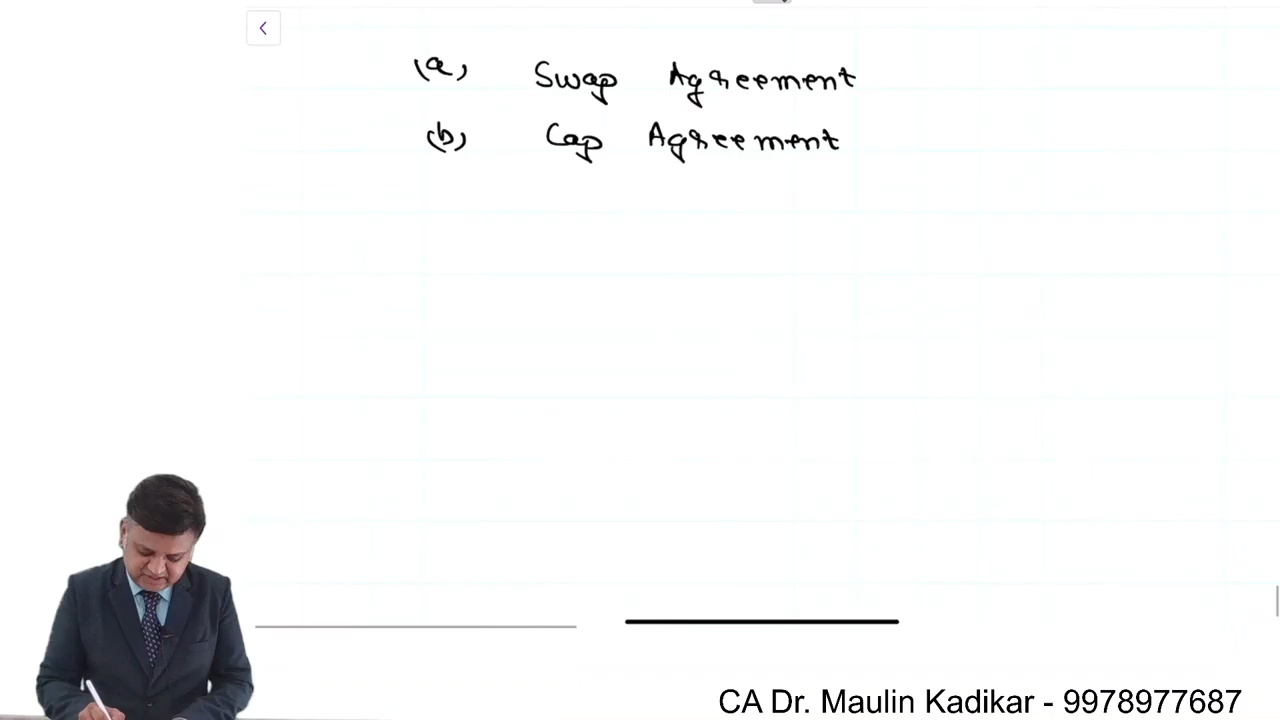 (a) Swap Agreement
(b) Cap Agreement
CA Dr. Maulin Kadikar - 9978977687